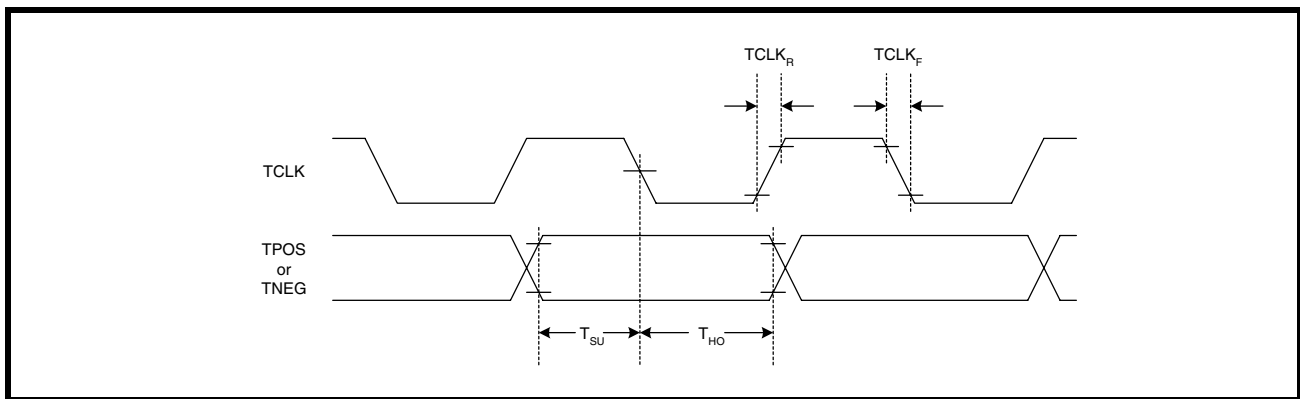 TCLK_R TCLK_F
TCLK
TPOS
or
TNEG
T_SU T_HO